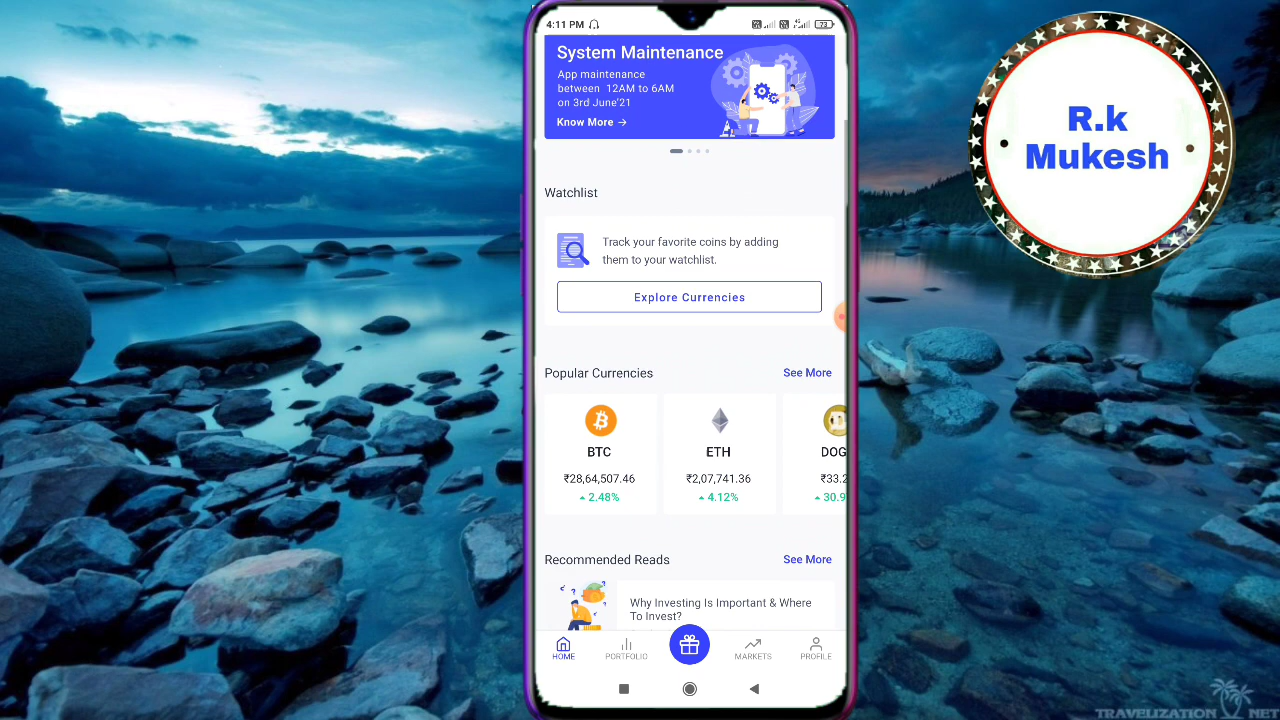 4:11 PM
73
System Maintenance
App maintenance
between 12AM to 6AM
on 3rd June'21
Know More →
Watchlist
Track your favorite coins by adding
them to your watchlist.
Explore Currencies
Popular Currencies See More
BTC ETH DOG
₹28,64,507.46 ₹2,07,741.36 ₹33.2
2.48% 4.12% 30.9
Recommended Reads See More
Why Investing Is Important & Where
To Invest?
HOME PORTFOLIO MARKETS PROFILE
R.k
Mukesh
TRAVELIZATION NET